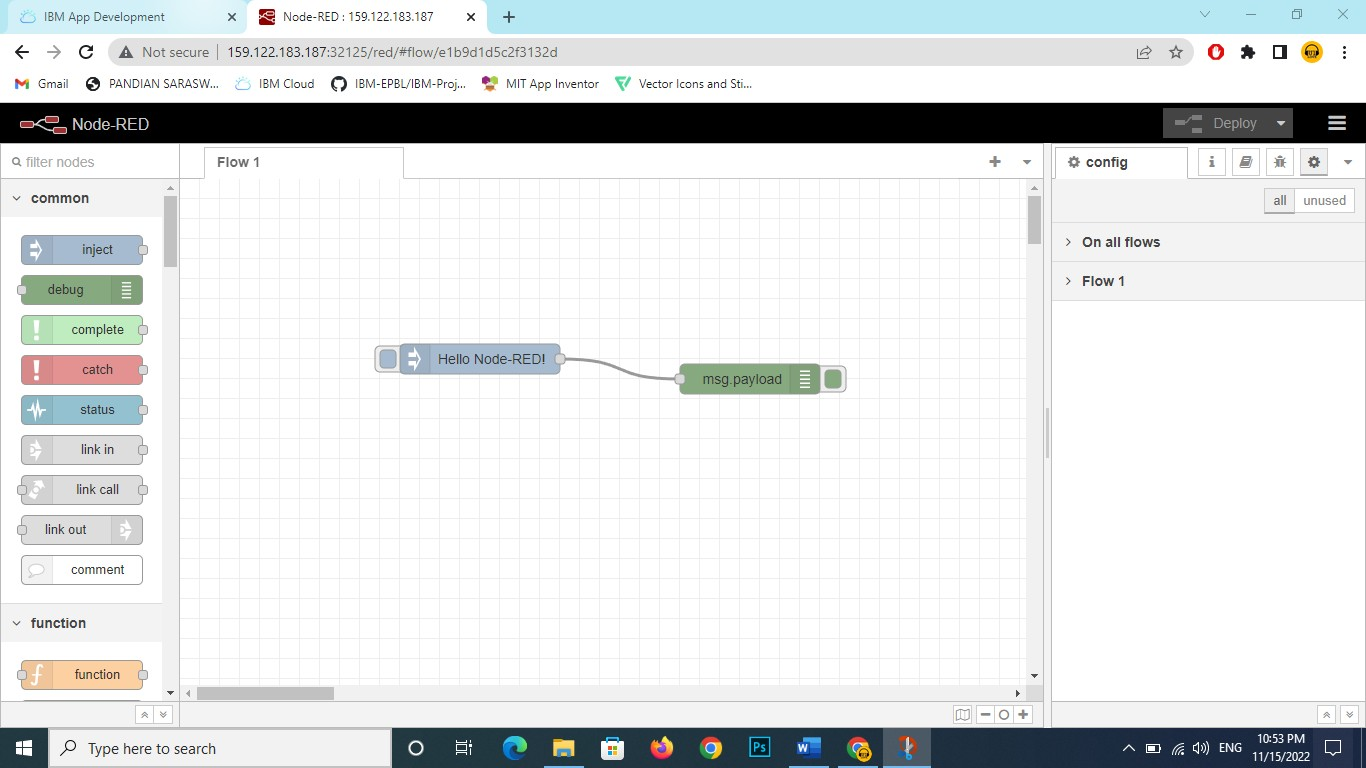 IBM App Development
Node-RED : 159.122.183.187
Not secure
159.122.183.187:32125/red/#flow/e1b9d1d5c2f3132d
Gmail
PANDIAN SARASW...
IBM Cloud
IBM-EPBL/IBM-Proj...
MIT App Inventor
Vector Icons and Sti...
Node-RED
Deploy
filter nodes
Flow 1
config
all
unused
common
inject
debug
complete
catch
status
link in
link call
link out
comment
function
function
Hello Node-RED!
msg.payload
On all flows
Flow 1
Type here to search
Ps
ENG
10:53 PM
11/15/2022